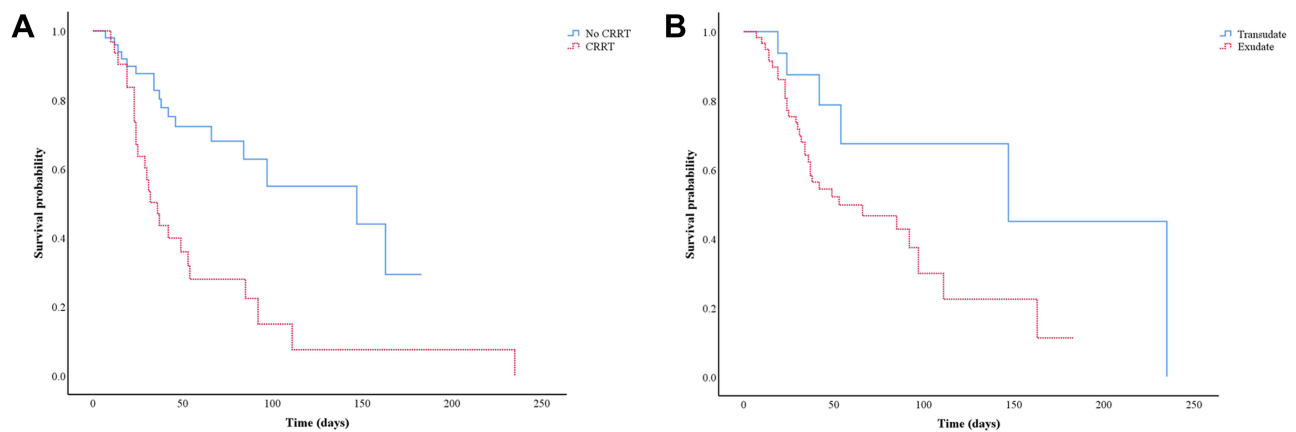 A
No CRRT
CRRT
1.0
0.8
0.6
0.4
0.2
0.0
Survival probability
0 50 100 150 200 250
Time (days)
B
Transudate
Exudate
1.0
0.8
0.6
0.4
0.2
0.0
Survival prabability
0 50 100 150 200 250
Time (days)